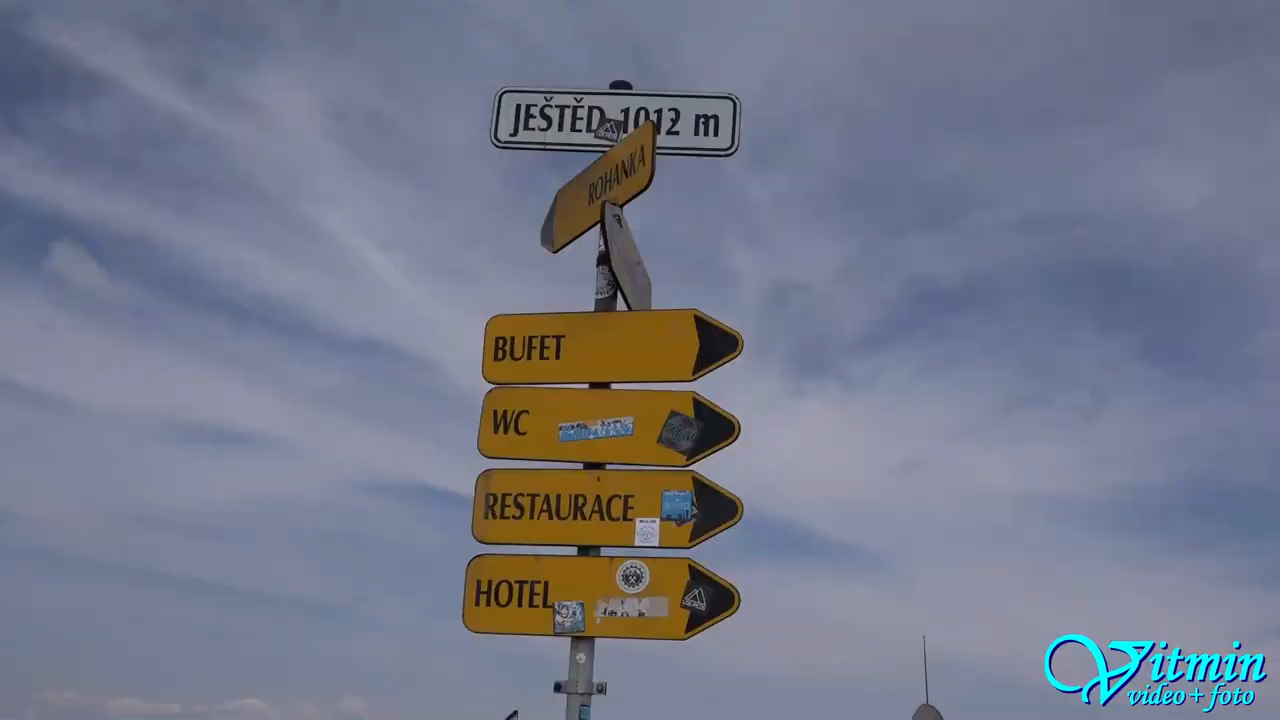 JEŠTĚD 1012 m
ROHANKA
BUFET
WC
RESTAURACE
HOTEL
Vitmin
video + foto